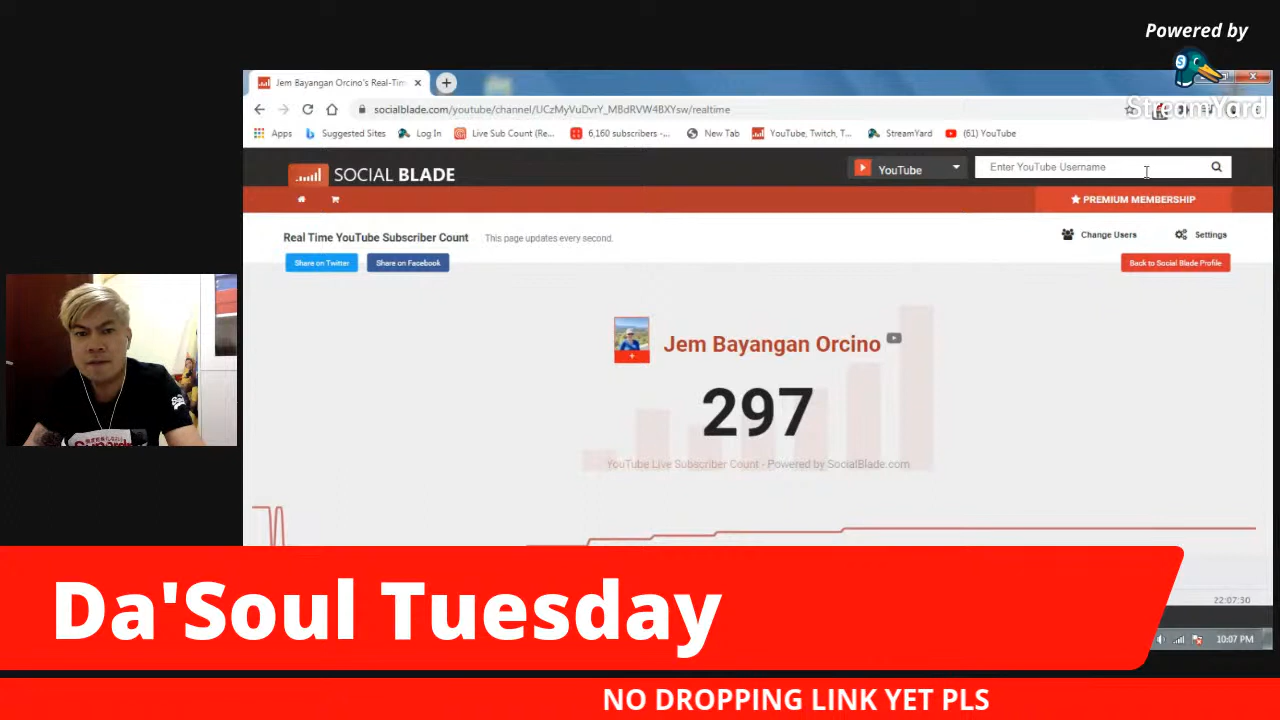 Powered by
StreamYard
Jem Bayangan Orcino's Real-Tim
socialblade.com/youtube/channel/UCzMyVuDvrY_MBdRVW4BXYsw/realtime
Apps Suggested Sites Log In Live Sub Count (Re... 6,160 subscribers -... New Tab YouTube, Twitch, T... StreamYard (61) YouTube
SOCIAL BLADE
YouTube
Enter YouTube Username
PREMIUM MEMBERSHIP
Real Time YouTube Subscriber Count This page updates every second.
Change Users Settings
Share on Twitter Share on Facebook
Back to Social Blade Profile
Jem Bayangan Orcino
297
YouTube Live Subscriber Count - Powered by SocialBlade.com
22:07:30
10:07 PM
Da'Soul Tuesday
NO DROPPING LINK YET PLS